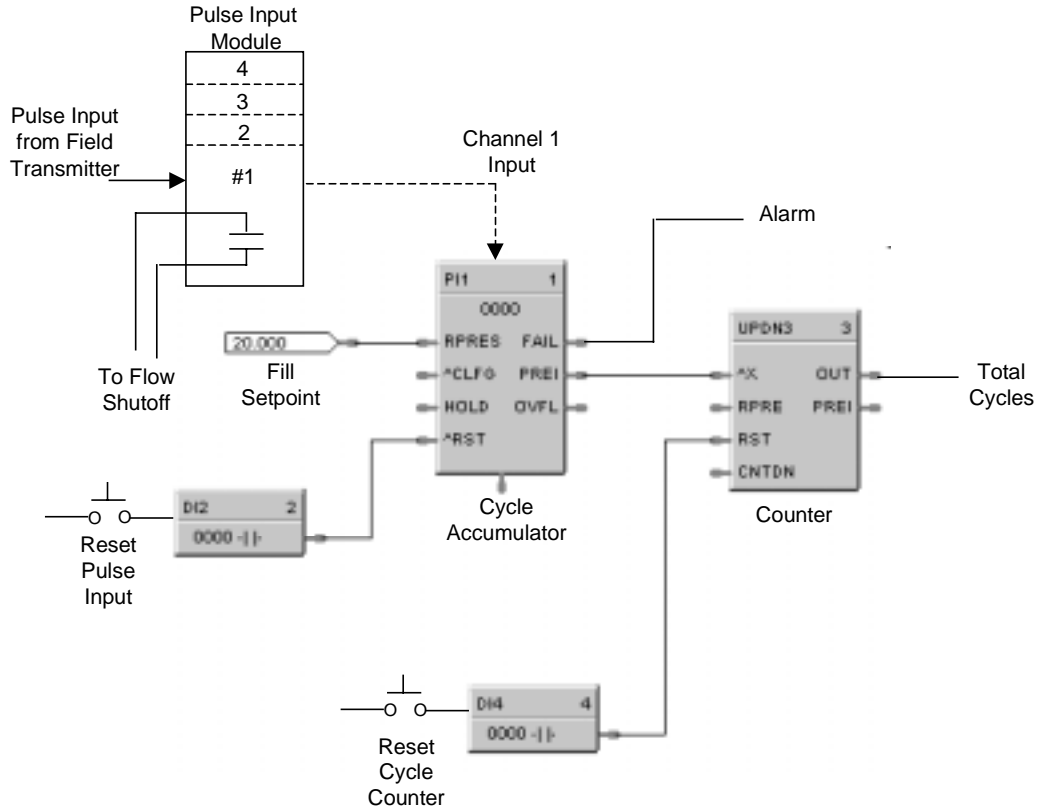 Pulse Input
Module
4
3
2
#1
Pulse Input
from Field
Transmitter
Channel 1
Input
Alarm
To Flow
Shutoff
20.000
Fill
Setpoint
PI1 1
0000
RPRES FAIL
^CLFG PREI
HOLD OVFL
^RST
Cycle
Accumulator
UPDN3 3
^X OUT
RPRE PREI
RST
CNTDN
Counter
Total
Cycles
Reset
Pulse
Input
DI2 2
0000 -| |-
Reset
Cycle
Counter
DI4 4
0000 -| |-